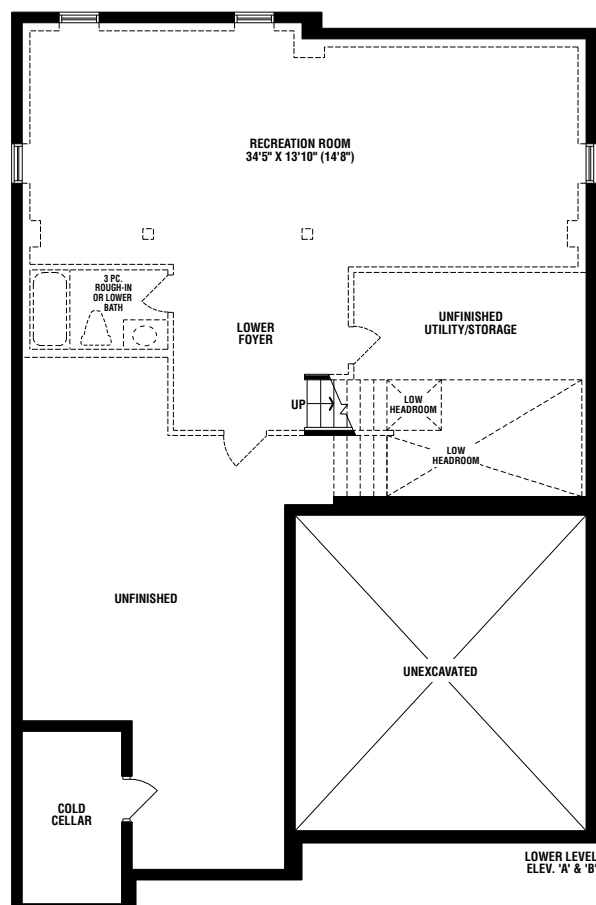 RECREATION ROOM
34'5" X 13'10" (14'8")
3 PC.
ROUGH-IN
OR LOWER
BATH
LOWER
FOYER
UNFINISHED
UTILITY/STORAGE
UP
LOW
HEADROOM
LOW
HEADROOM
UNFINISHED
UNEXCAVATED
COLD
CELLAR
LOWER LEVEL
ELEV. 'A' & 'B'